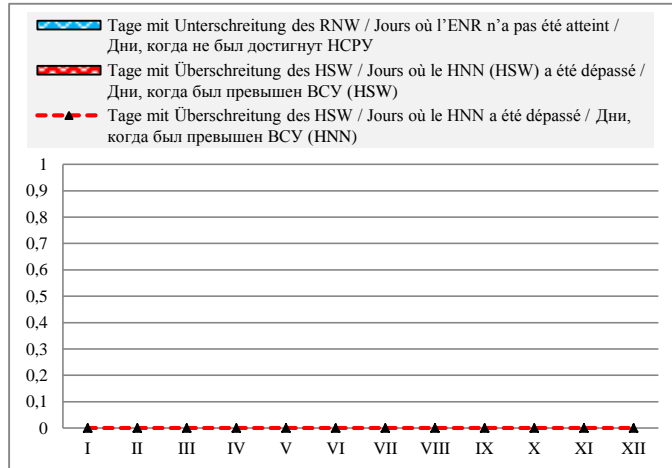 Tage mit Unterschreitung des RNW / Jours où l’ENR n’a pas été atteint /
Дни, когда не был достигнут НСРУ
Tage mit Überschreitung des HSW / Jours où le HNN (HSW) a été dépassé /
Дни, когда был превышен ВСУ (HSW)
Tage mit Überschreitung des HSW / Jours où le HNN a été dépassé / Дни,
когда был превышен ВСУ (HNN)
1
0,9
0,8
0,7
0,6
0,5
0,4
0,3
0,2
0,1
0
I II III IV V VI VII VIII IX X XI XII